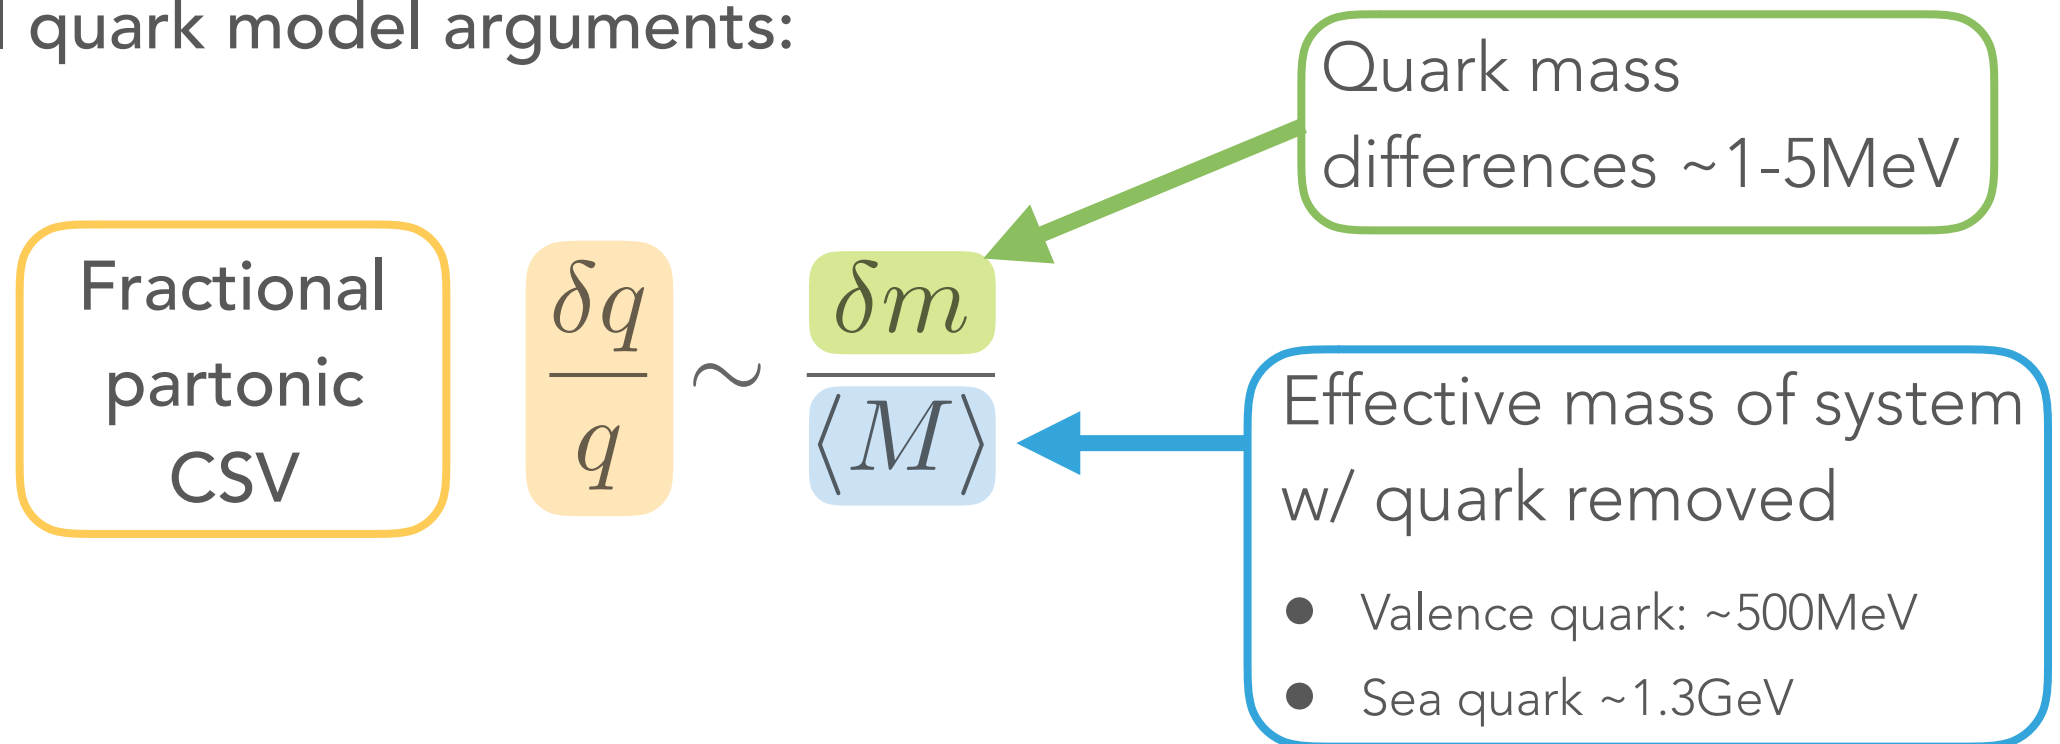 quark model arguments:
Quark mass
differences ~1-5MeV
Fractional
partonic
CSV
δq
q
~
δm
⟨M⟩
Effective mass of system
w/ quark removed
• Valence quark: ~500MeV
• Sea quark ~1.3GeV